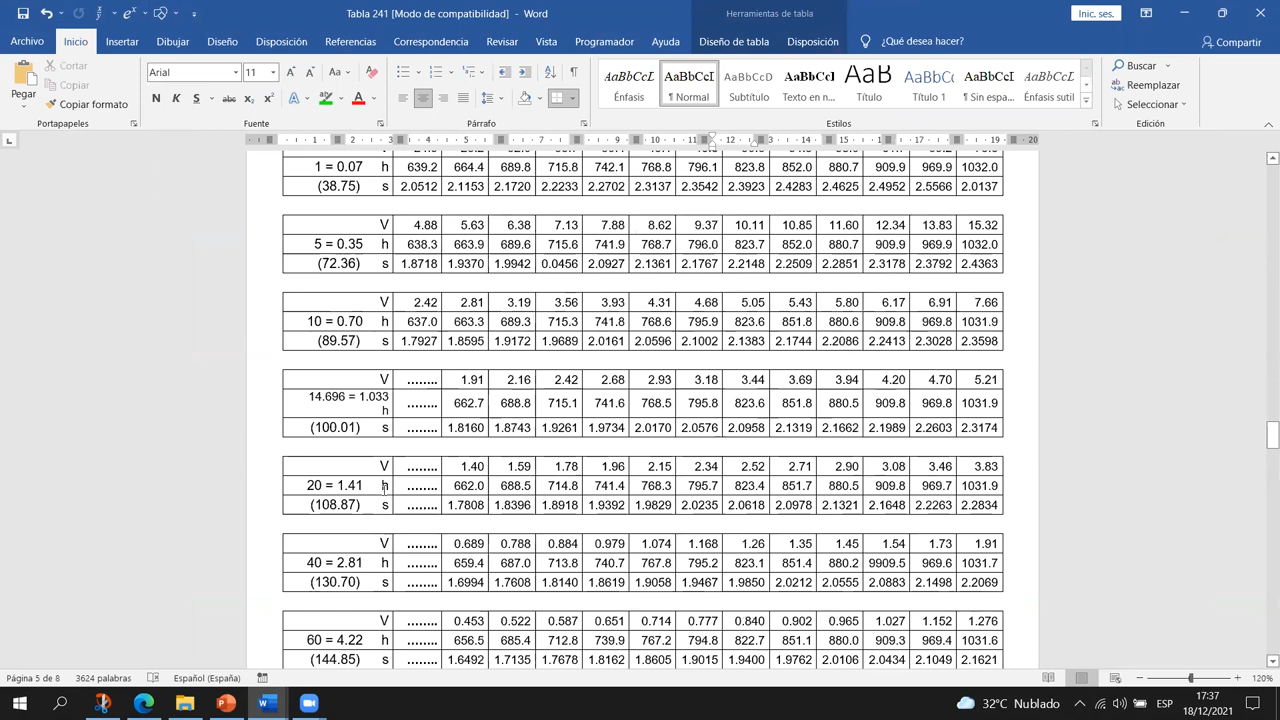 Tabla 241 [Modo de compatibilidad] - Word
Herramientas de tabla
Inic. ses.
Archivo Inicio Insertar Dibujar Diseño Disposición Referencias Correspondencia Revisar Vista Programador Ayuda Diseño de tabla Disposición ¿Qué desea hacer? Compartir
Pegar
Cortar
Copiar
Copiar formato
Portapapeles
Arial 11
N K S abc x₂ x²
Fuente
Párrafo
AaBbCcI Énfasis
AaBbCcI ¶ Normal
AaBbCcD Subtítulo
AaBbCcI Texto en n...
AaB Título
AaBbCc Título 1
AaBbCcI ¶ Sin espa...
AaBbCcI Énfasis sutil
Estilos
Buscar
Reemplazar
Seleccionar
Edición
1 2 3 4 6 7 9 10 11 12 13 15 17 19 20
1 = 0.07 h 639.2 664.4 689.8 715.8 742.1 768.8 796.1 823.8 852.0 880.7 909.9 969.9 1032.0
(38.75) s 2.0512 2.1153 2.1720 2.2233 2.2702 2.3137 2.3542 2.3923 2.4283 2.4625 2.4952 2.5566 2.0137
V 4.88 5.63 6.38 7.13 7.88 8.62 9.37 10.11 10.85 11.60 12.34 13.83 15.32
5 = 0.35 h 638.3 663.9 689.6 715.6 741.9 768.7 796.0 823.7 852.0 880.7 909.9 969.9 1032.0
(72.36) s 1.8718 1.9370 1.9942 0.0456 2.0927 2.1361 2.1767 2.2148 2.2509 2.2851 2.3178 2.3792 2.4363
V 2.42 2.81 3.19 3.56 3.93 4.31 4.68 5.05 5.43 5.80 6.17 6.91 7.66
10 = 0.70 h 637.0 663.3 689.3 715.3 741.8 768.6 795.9 823.6 851.8 880.6 909.8 969.8 1031.9
(89.57) s 1.7927 1.8595 1.9172 1.9689 2.0161 2.0596 2.1002 2.1383 2.1744 2.2086 2.2413 2.3028 2.3598
V ........ 1.91 2.16 2.42 2.68 2.93 3.18 3.44 3.69 3.94 4.20 4.70 5.21
14.696 = 1.033 h ........ 662.7 688.8 715.1 741.6 768.5 795.8 823.6 851.8 880.5 909.8 969.8 1031.9
(100.01) s ........ 1.8160 1.8743 1.9261 1.9734 2.0170 2.0576 2.0958 2.1319 2.1662 2.1989 2.2603 2.3174
V ........ 1.40 1.59 1.78 1.96 2.15 2.34 2.52 2.71 2.90 3.08 3.46 3.83
20 = 1.41 h ........ 662.0 688.5 714.8 741.4 768.3 795.7 823.4 851.7 880.5 909.8 969.7 1031.9
(108.87) s ........ 1.7808 1.8396 1.8918 1.9392 1.9829 2.0235 2.0618 2.0978 2.1321 2.1648 2.2263 2.2834
V ........ 0.689 0.788 0.884 0.979 1.074 1.168 1.26 1.35 1.45 1.54 1.73 1.91
40 = 2.81 h ........ 659.4 687.0 713.8 740.7 767.8 795.2 823.1 851.4 880.2 9909.5 969.6 1031.7
(130.70) s ........ 1.6994 1.7608 1.8140 1.8619 1.9058 1.9467 1.9850 2.0212 2.0555 2.0883 2.1498 2.2069
V ........ 0.453 0.522 0.587 0.651 0.714 0.777 0.840 0.902 0.965 1.027 1.152 1.276
60 = 4.22 h ........ 656.5 685.4 712.8 739.9 767.2 794.8 822.7 851.1 880.0 909.3 969.4 1031.6
(144.85) s ........ 1.6492 1.7135 1.7678 1.8162 1.8605 1.9015 1.9400 1.9762 2.0106 2.0434 2.1049 2.1621
Página 5 de 8 3624 palabras Español (España) 120%
32°C Nublado ESP 17:37
18/12/2021